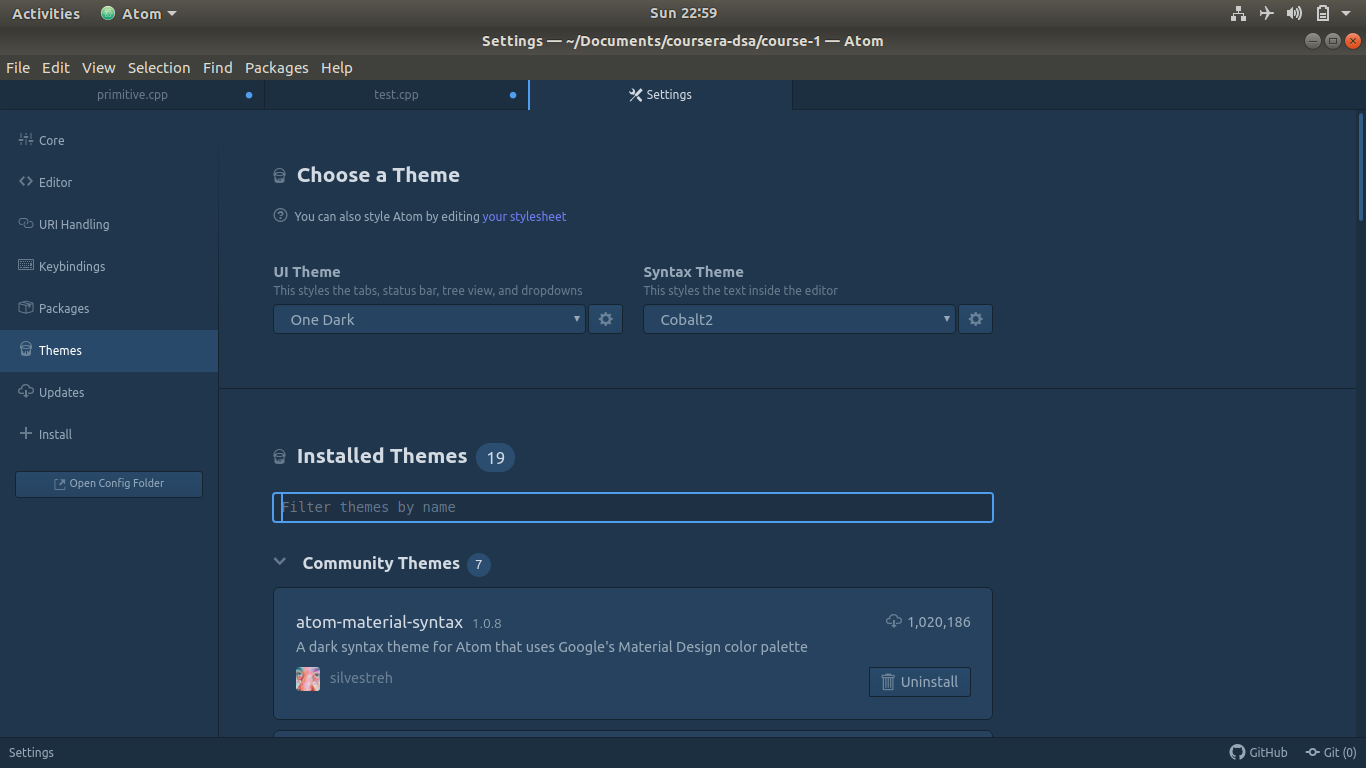 Activities Atom Sun 22:59
Settings — ~/Documents/coursera-dsa/course-1 — Atom
File Edit View Selection Find Packages Help
primitive.cpp test.cpp Settings
Core
Editor
URI Handling
Keybindings
Packages
Themes
Updates
Install
Open Config Folder
Choose a Theme
You can also style Atom by editing your stylesheet
UI Theme
This styles the tabs, status bar, tree view, and dropdowns
One Dark
Syntax Theme
This styles the text inside the editor
Cobalt2
Installed Themes 19
Filter themes by name
Community Themes 7
atom-material-syntax 1.0.8 1,020,186
A dark syntax theme for Atom that uses Google's Material Design color palette
silvestreh Uninstall
Settings GitHub Git (0)